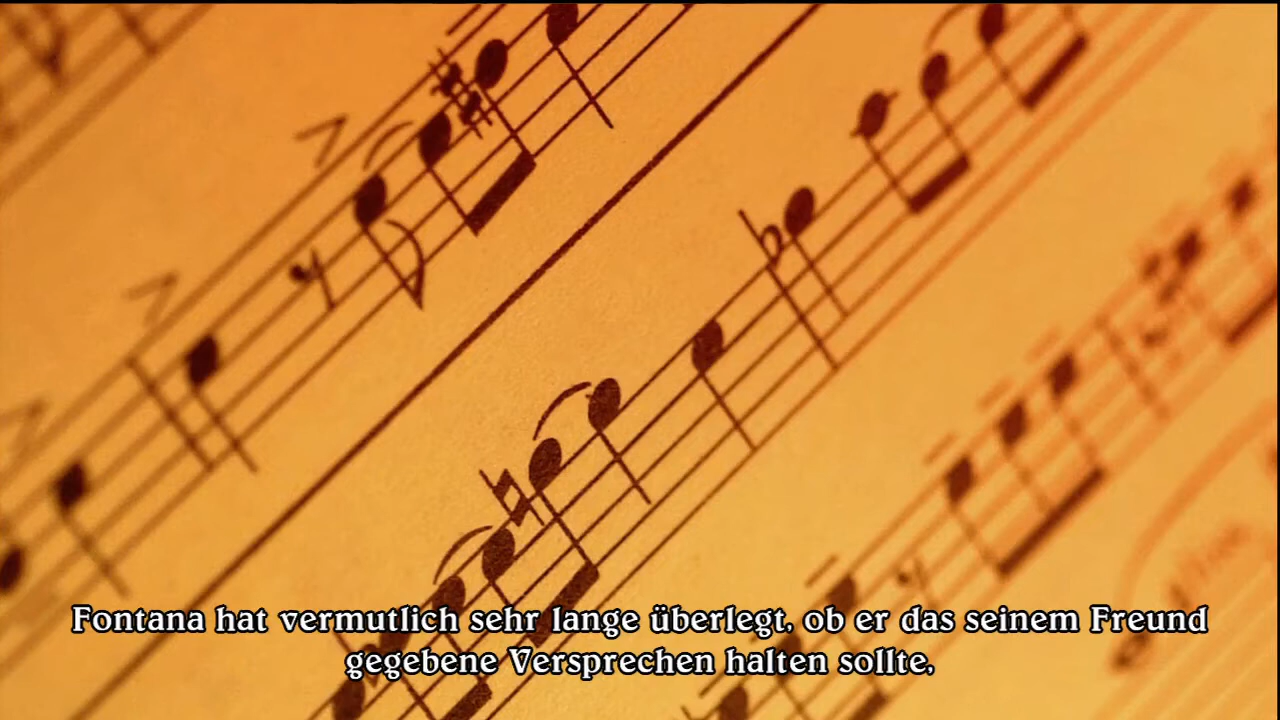 Fontana hat vermutlich sehr lange überlegt, ob er das seinem Freund
gegebene Versprechen halten sollte.